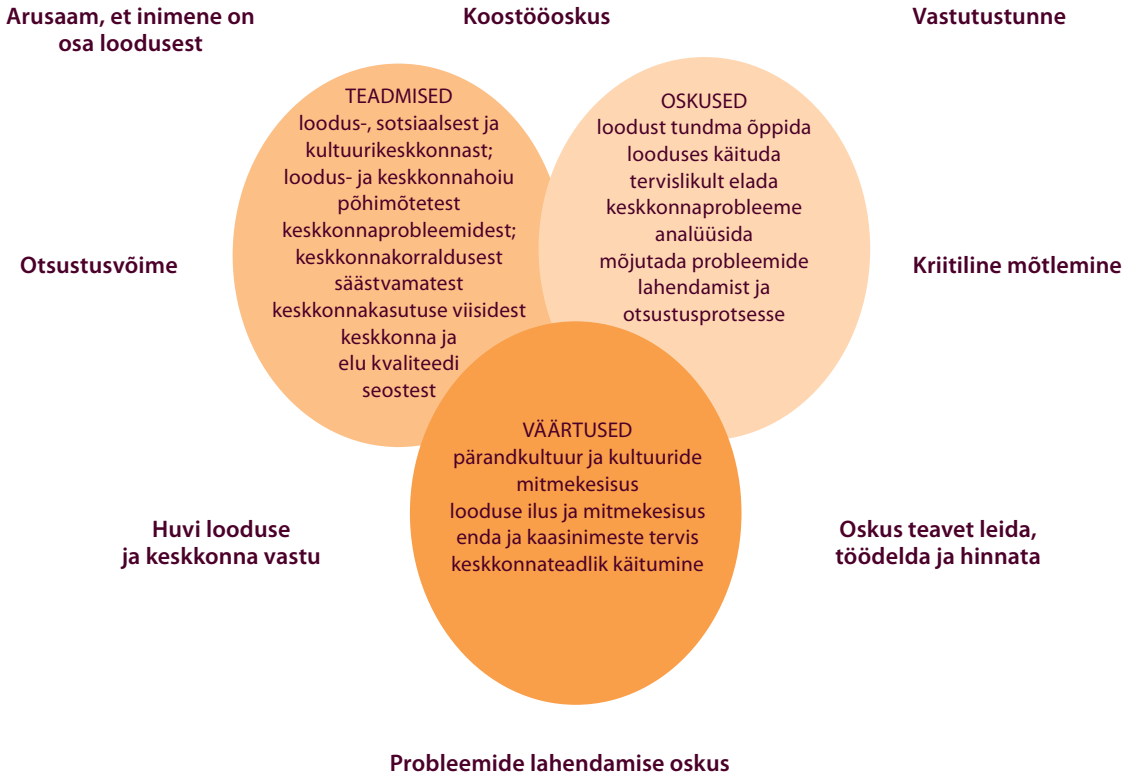 Arusaam, et inimene on
osa loodusest
Koostööoskus
Vastutustunne
TEADMISED
loodus-, sotsiaalsest ja
kultuurikeskkonnast;
loodus- ja keskkonnahoiu
põhimõtetest
keskkonnaprobleemidest;
keskkonnakorraldusest
säästvamatest
keskkonnakasutuse viisidest
keskkonna ja
elu kvaliteedi
seostest
OSKUSED
loodust tundma õppida
looduses käituda
tervislikult elada
keskkonnaprobleeme
analüüsida
mõjutada probleemide
lahendamist ja
otsustusprotsesse
Otsustusvõime
Kriitiline mõtlemine
VÄÄRTUSED
pärandkultuur ja kultuuride
mitmekesisus
looduse ilus ja mitmekesisus
enda ja kaasinimeste tervis
keskkonnateadlik käitumine
Huvi looduse
ja keskkonna vastu
Oskus teavet leida,
töödelda ja hinnata
Probleemide lahendamise oskus